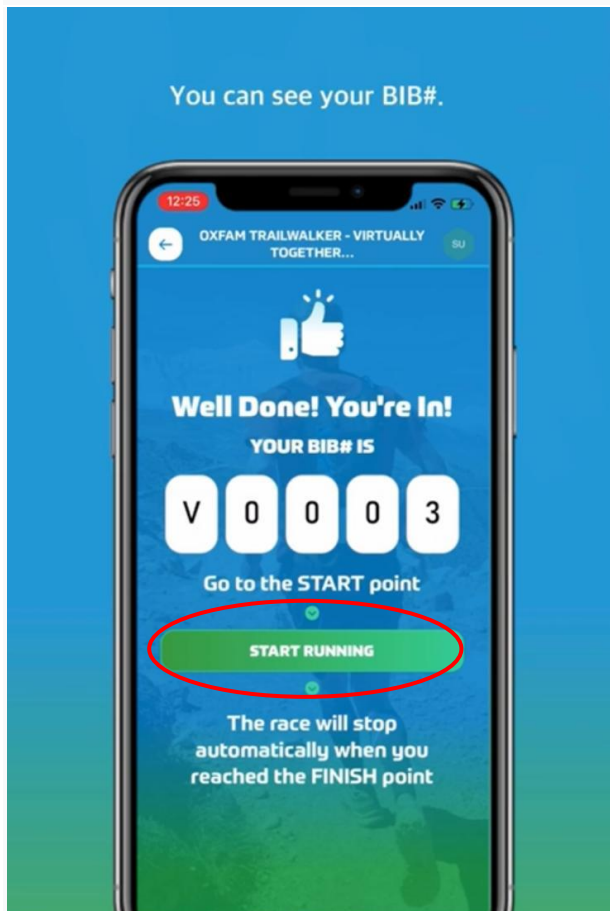 You can see your BIB#.
12:25
OXFAM TRAILWALKER - VIRTUALLY
TOGETHER...
SU
Well Done! You're In!
YOUR BIB# IS
V 0 0 0 3
Go to the START point
START RUNNING
The race will stop
automatically when you
reached the FINISH point